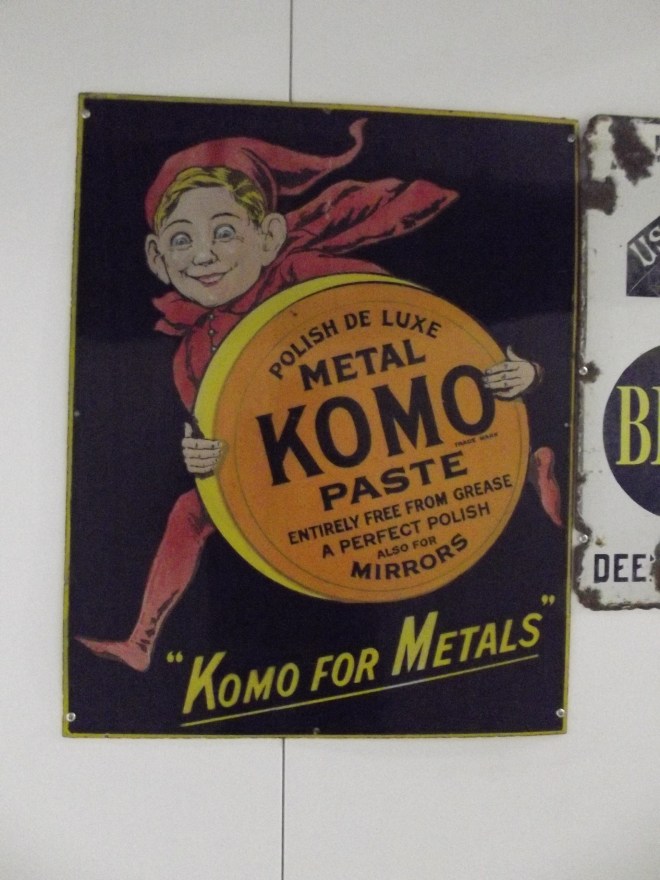 POLISH DE LUXE
METAL
KOMO
TRADE MARK
PASTE
ENTIRELY FREE FROM GREASE
A PERFECT POLISH
ALSO FOR
MIRRORS
"KOMO FOR METALS"
US
DEE